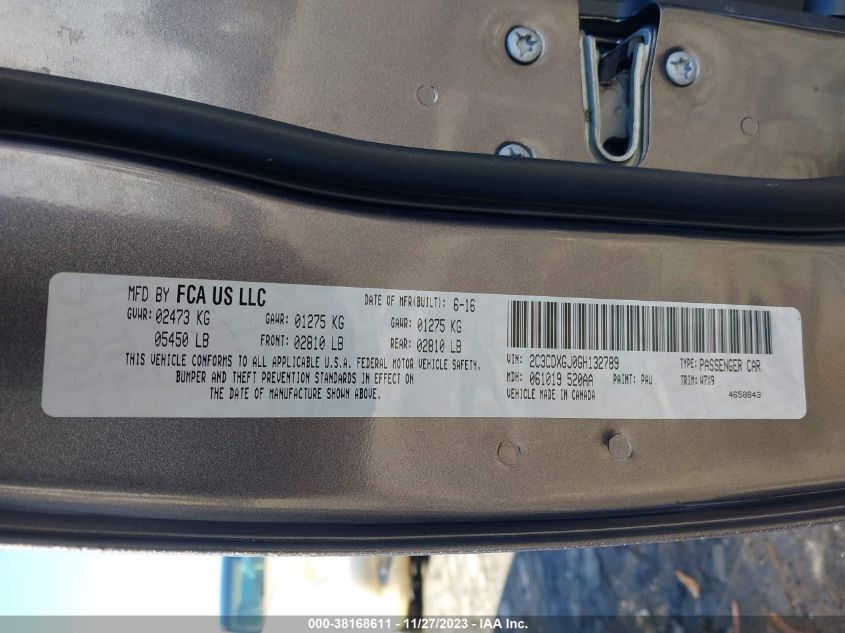 MFD BY FCA US LLC DATE OF MFR(BUILT): 6-16
GVWR: 02473 KG GAWR: 01275 KG GAWR: 01275 KG
05450 LB FRONT: 02810 LB REAR: 02810 LB
THIS VEHICLE CONFORMS TO ALL APPLICABLE U.S.A. FEDERAL MOTOR VEHICLE SAFETY,
BUMPER AND THEFT PREVENTION STANDARDS IN EFFECT ON
THE DATE OF MANUFACTURE SHOWN ABOVE.
VIN: 2C3CDXGJ0GH132789 TYPE: PASSENGER CAR
MDH: 061019 520AA PAINT: PAU TRIM: W7X9
VEHICLE MADE IN CANADA 4658843
000-38168611 - 11/27/2023 - IAA Inc.